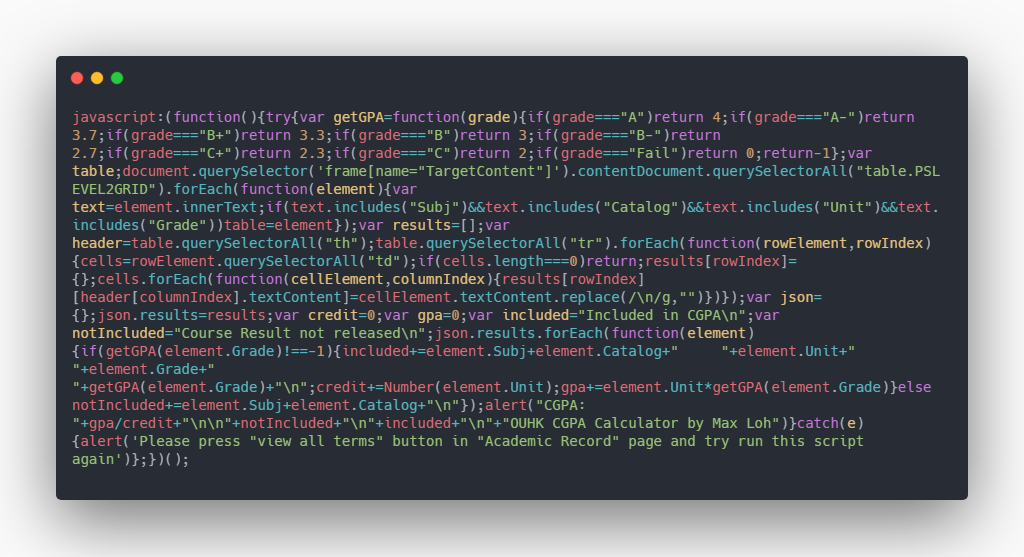 javascript:(function(){try{var getGPA=function(grade){if(grade==="A")return 4;if(grade==="A-")return
3.7;if(grade==="B+")return 3.3;if(grade==="B")return 3;if(grade==="B-")return
2.7;if(grade==="C+")return 2.3;if(grade==="C")return 2;if(grade==="Fail")return 0;return-1};var
table;document.querySelector('frame[name="TargetContent"]').contentDocument.querySelectorAll("table.PSL
EVEL2GRID").forEach(function(element){var
text=element.innerText;if(text.includes("Subj")&&text.includes("Catalog")&&text.includes("Unit")&&text.
includes("Grade"))table=element});var results=[];var
header=table.querySelectorAll("th");table.querySelectorAll("tr").forEach(function(rowElement,rowIndex)
{cells=rowElement.querySelectorAll("td");if(cells.length===0)return;results[rowIndex]=
{};cells.forEach(function(cellElement,columnIndex){results[rowIndex]
[header[columnIndex].textContent]=cellElement.textContent.replace(/\n/g,"")})});var json=
{};json.results=results;var credit=0;var gpa=0;var included="Included in CGPA\n";var
notIncluded="Course Result not released\n";json.results.forEach(function(element)
{if(getGPA(element.Grade)!==-1){included+=element.Subj+element.Catalog+"     "+element.Unit+"
"+element.Grade+"
"+getGPA(element.Grade)+"\n";credit+=Number(element.Unit);gpa+=element.Unit*getGPA(element.Grade)}else
notIncluded+=element.Subj+element.Catalog+"\n"});alert("CGPA:
"+gpa/credit+"\n\n"+notIncluded+"\n"+included+"\n"+"OUHK CGPA Calculator by Max Loh")}catch(e)
{alert('Please press "view all terms" button in "Academic Record" page and try run this script
again')};})();